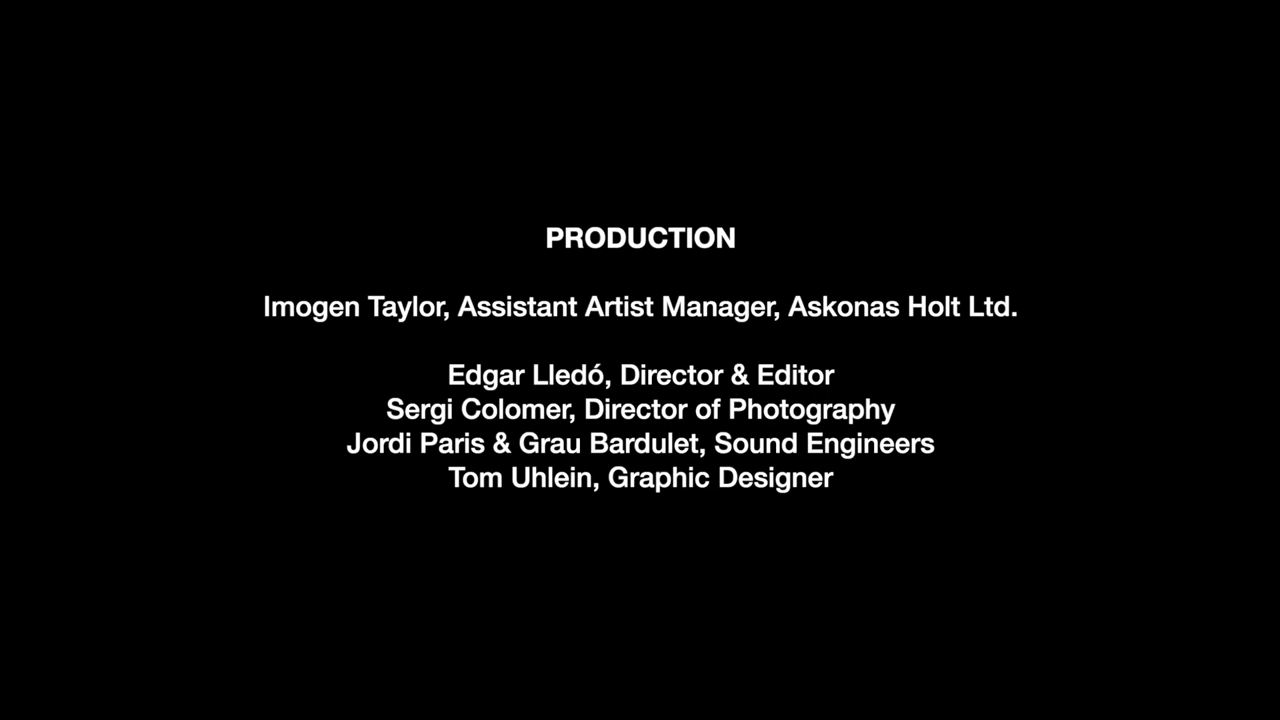 PRODUCTION
Imogen Taylor, Assistant Artist Manager, Askonas Holt Ltd.
Edgar Lledó, Director & Editor
Sergi Colomer, Director of Photography
Jordi Paris & Grau Bardulet, Sound Engineers
Tom Uhlein, Graphic Designer